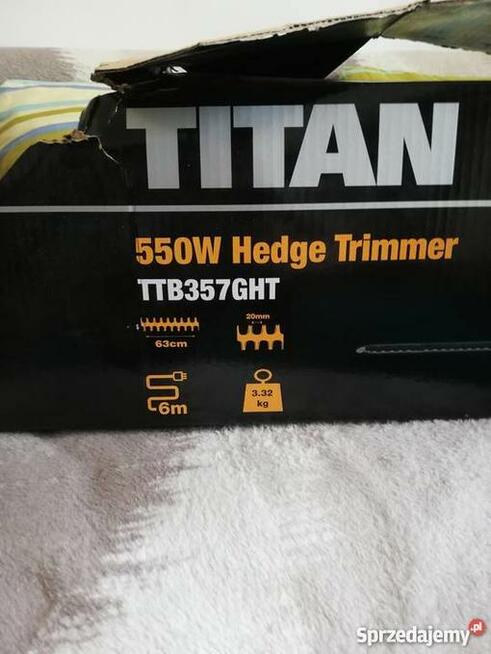 TITAN
550W Hedge Trimmer
TTB357GHT
63cm
20mm
6m
3.32
kg
Sprzedajemy.pl